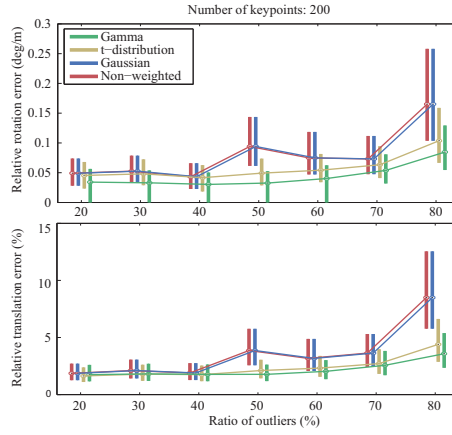 Number of keypoints: 200
Relative rotation error (deg/m)
0.3
0.25
0.2
0.15
0.1
0.05
0
Gamma
t−distribution
Gaussian
Non−weighted
20 30 40 50 60 70 80
Relative translation error (%)
15
10
5
0
20 30 40 50 60 70 80
Ratio of outliers (%)